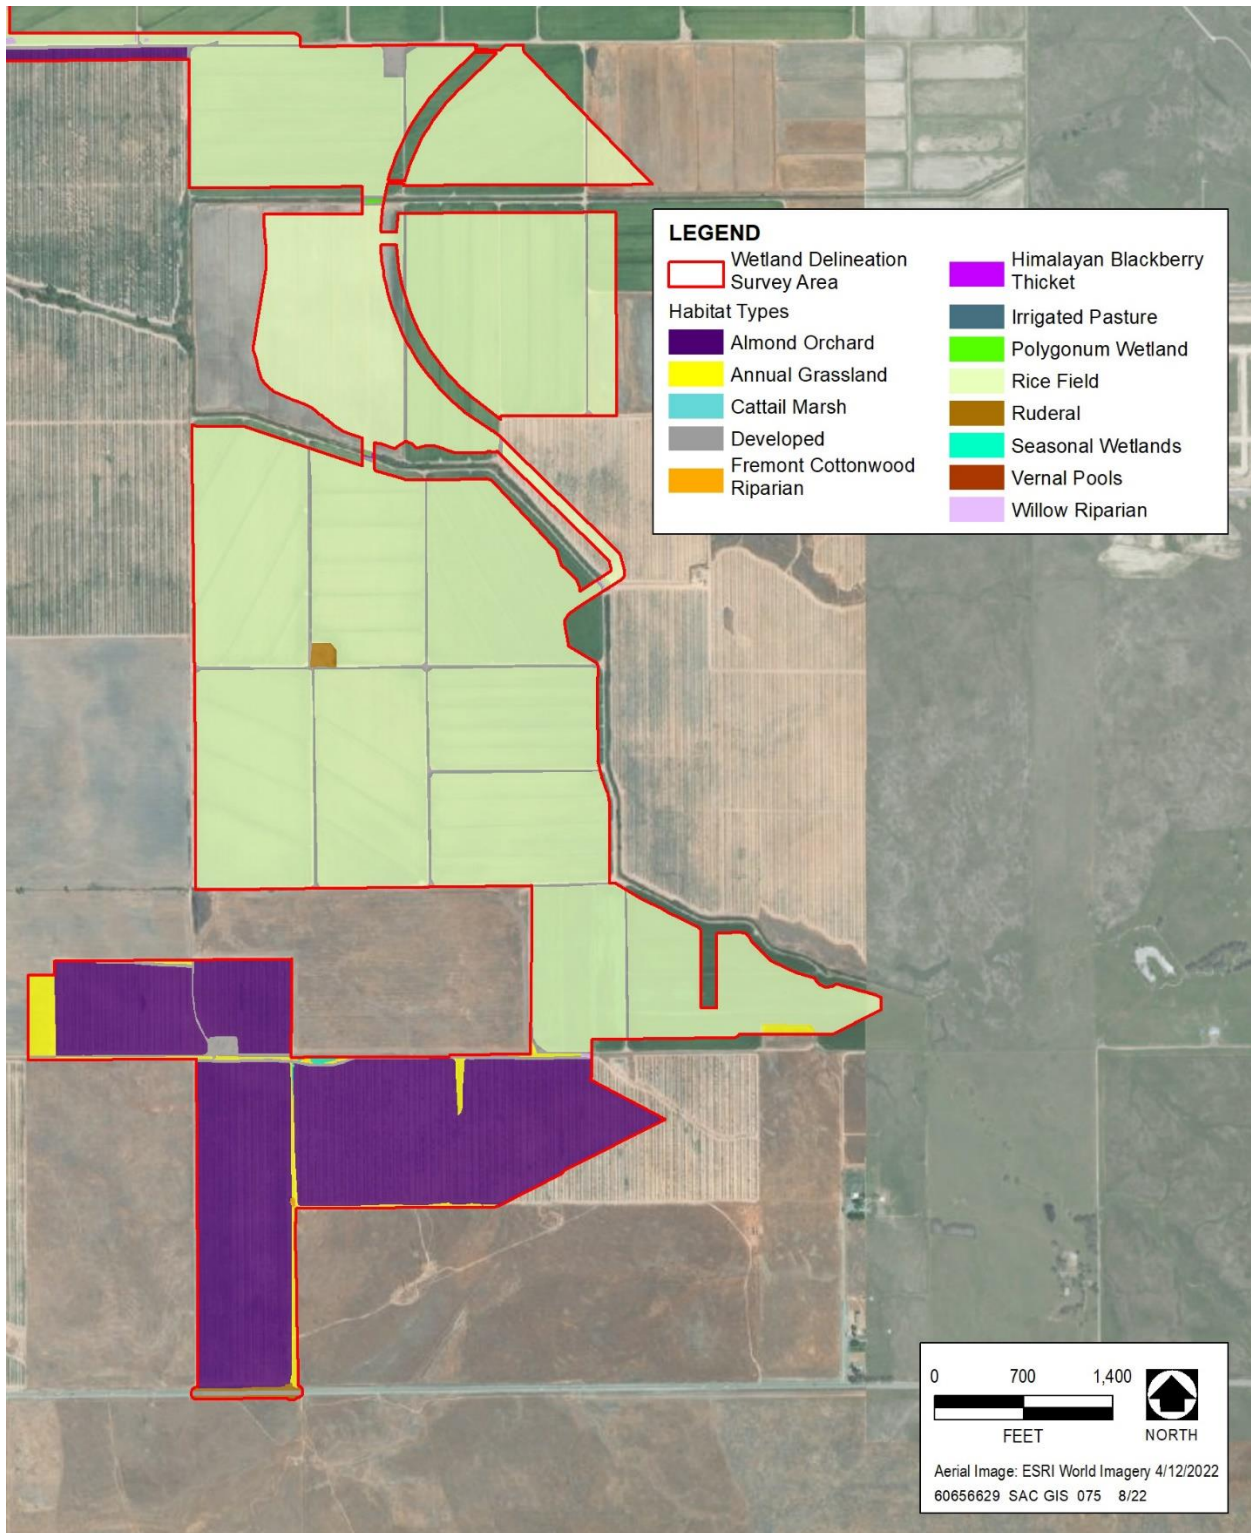 LEGEND
Wetland Delineation
Survey Area
Habitat Types
Almond Orchard
Annual Grassland
Cattail Marsh
Developed
Fremont Cottonwood
Riparian
Himalayan Blackberry
Thicket
Irrigated Pasture
Polygonum Wetland
Rice Field
Ruderal
Seasonal Wetlands
Vernal Pools
Willow Riparian
0 700 1,400
FEET
NORTH
Aerial Image: ESRI World Imagery 4/12/2022
60656629 SAC GIS 075 8/22